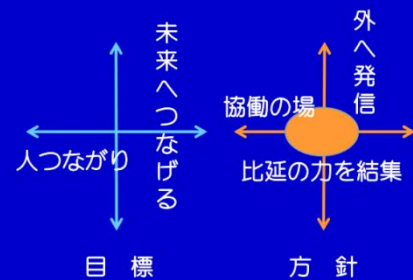 未来へつなげる
人つながり
目 標
外へ発信
協働の場
比延の力を結集
方 針